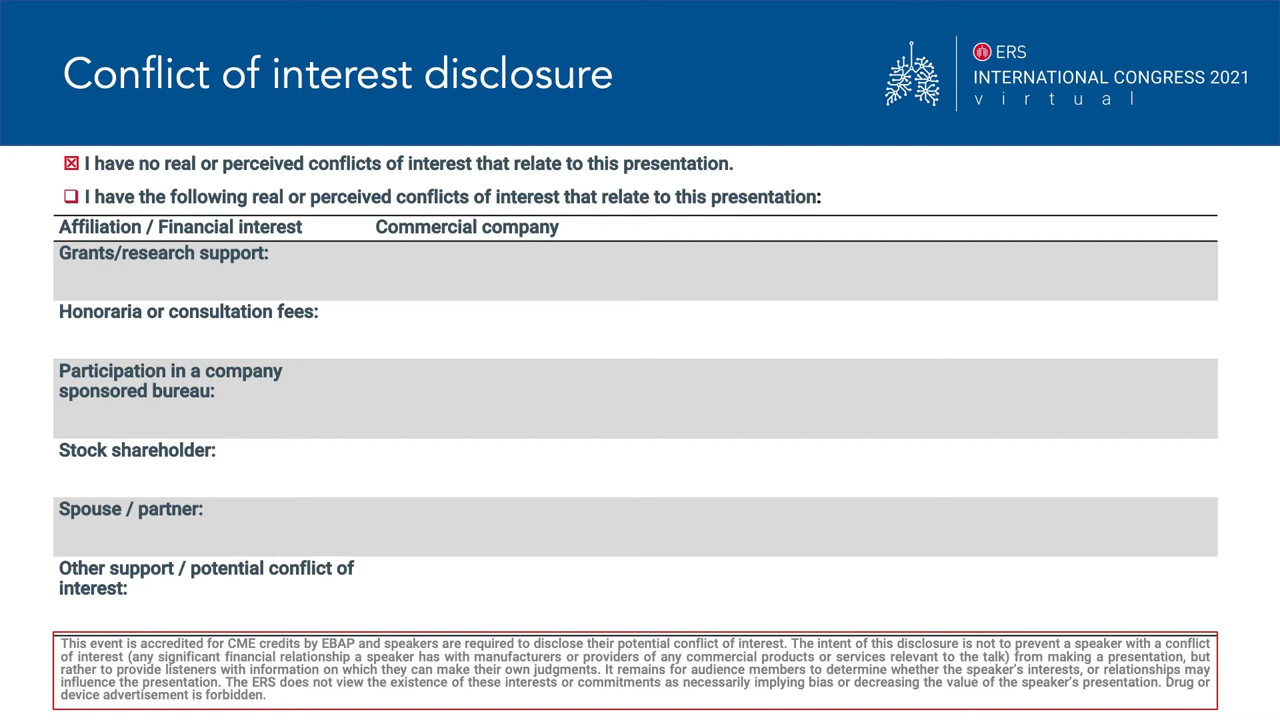 Conflict of interest disclosure
ERS
INTERNATIONAL CONGRESS 2021
virtual
☒ I have no real or perceived conflicts of interest that relate to this presentation.
❑ I have the following real or perceived conflicts of interest that relate to this presentation:
Affiliation / Financial interest Commercial company
Grants/research support:
Honoraria or consultation fees:
Participation in a company
sponsored bureau:
Stock shareholder:
Spouse / partner:
Other support / potential conflict of
interest:
This event is accredited for CME credits by EBAP and speakers are required to disclose their potential conflict of interest. The intent of this disclosure is not to prevent a speaker with a conflict
of interest (any significant financial relationship a speaker has with manufacturers or providers of any commercial products or services relevant to the talk) from making a presentation, but
rather to provide listeners with information on which they can make their own judgments. It remains for audience members to determine whether the speaker's interests, or relationships may
influence the presentation. The ERS does not view the existence of these interests or commitments as necessarily implying bias or decreasing the value of the speaker's presentation. Drug or
device advertisement is forbidden.